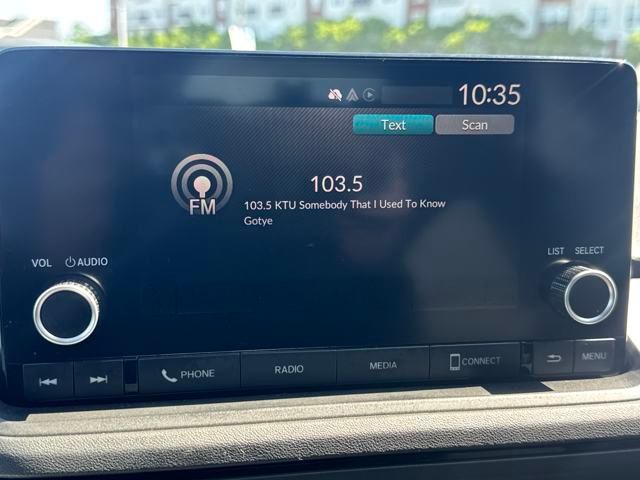 10:35
Text Scan
103.5
FM
103.5 KTU Somebody That I Used To Know
Gotye
VOL AUDIO
LIST SELECT
PHONE RADIO MEDIA CONNECT MENU